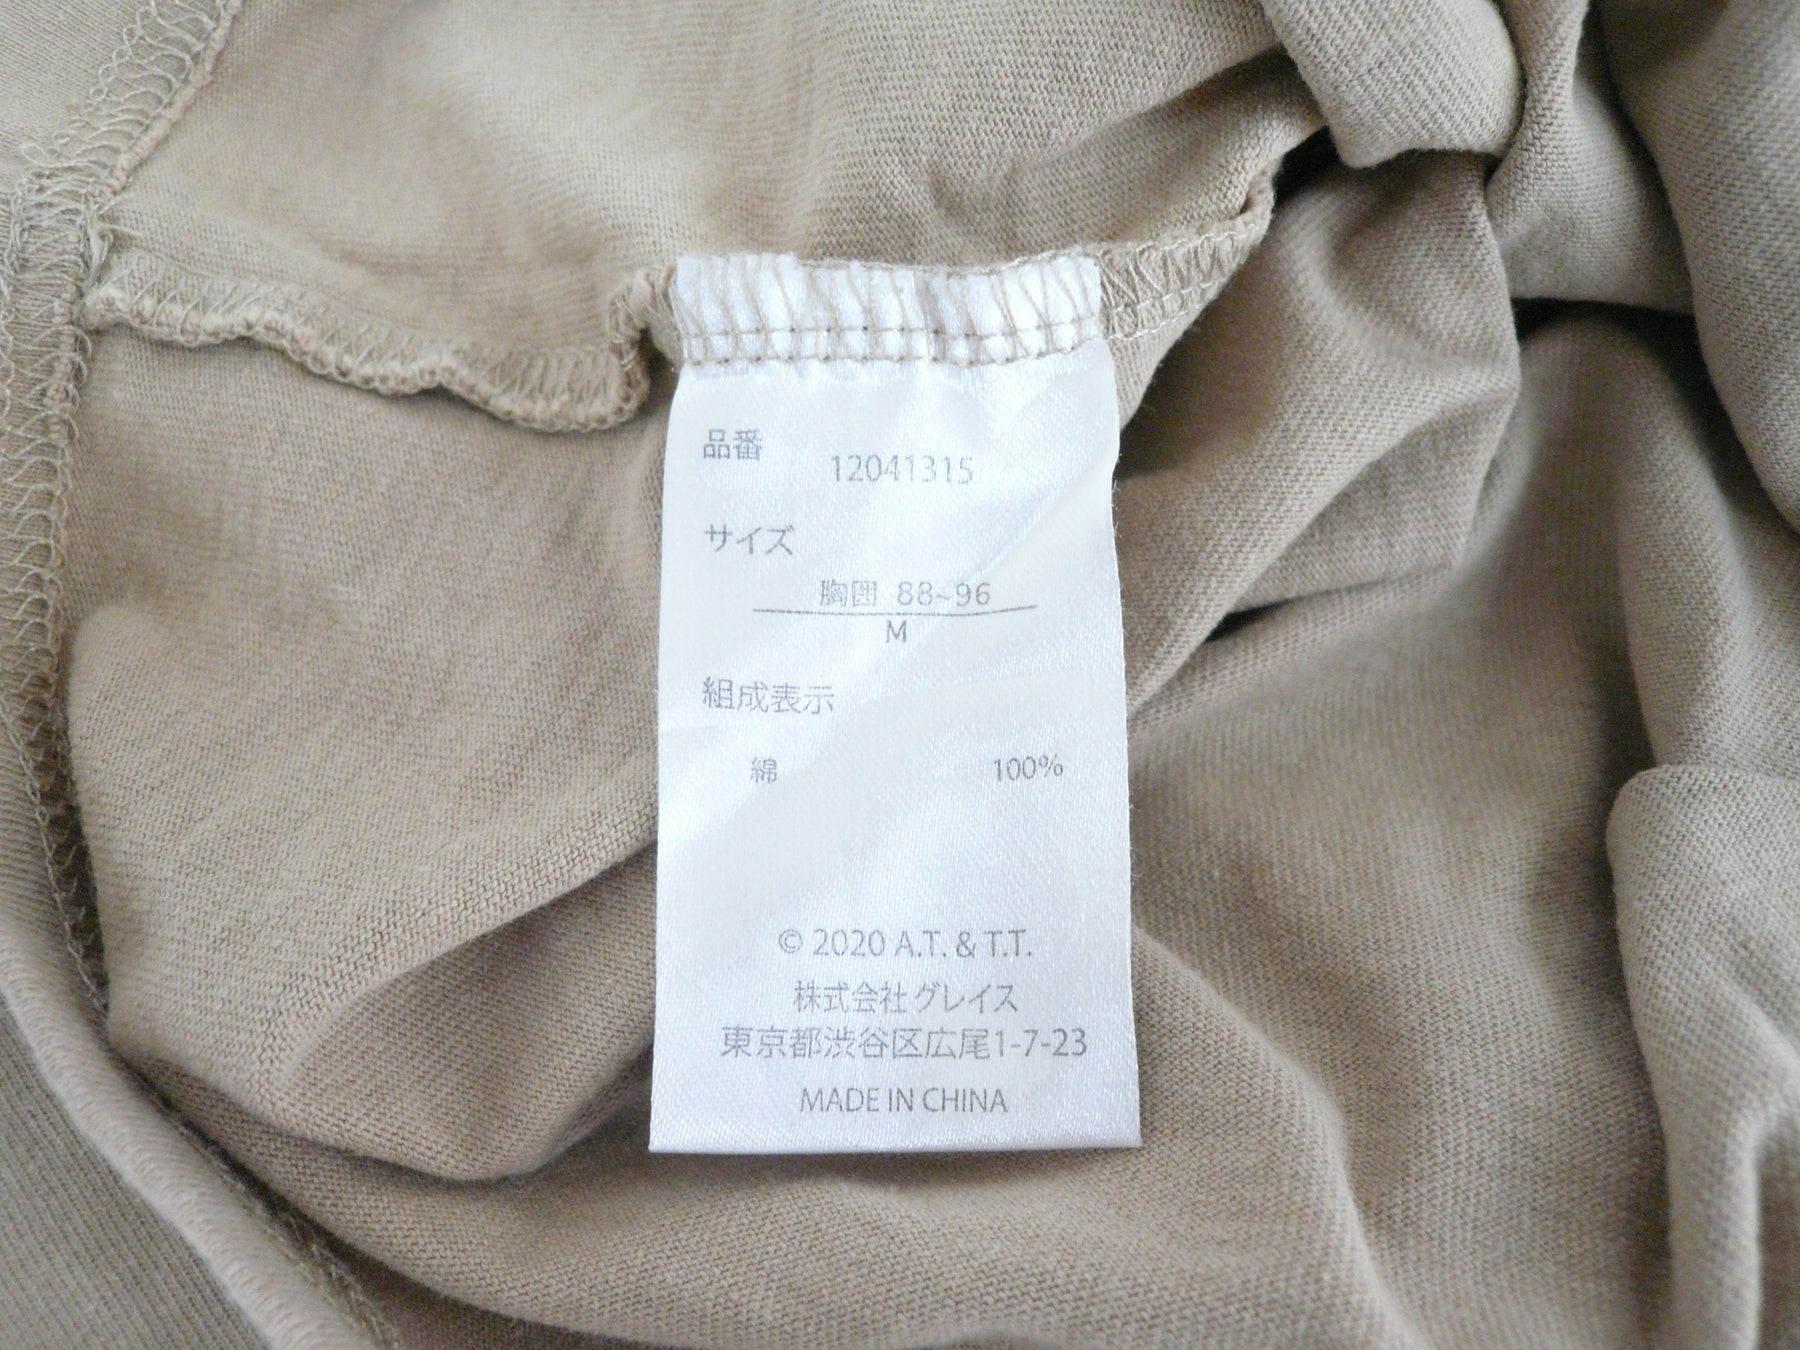 品番
12041315
サイズ
胸囲 88~96
M
組成表示
綿 100%
© 2020 A.T. & T.T.
株式会社 グレイス
東京都渋谷区広尾1-7-23
MADE IN CHINA